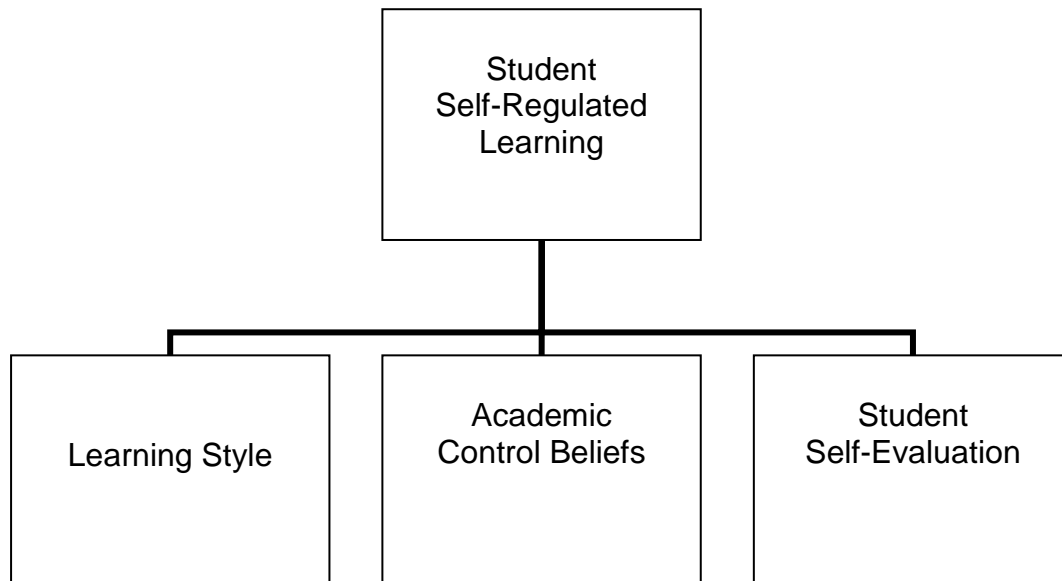 Student
Self-Regulated
Learning
Learning Style
Academic
Control Beliefs
Student
Self-Evaluation